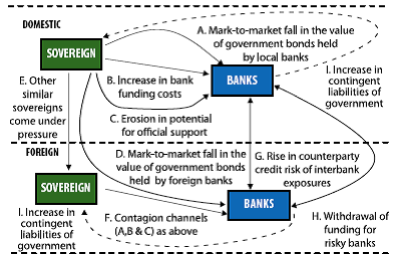 DOMESTIC
A. Mark-to-market fall in the value
of government bonds held
by local banks
SOVEREIGN
I. Increase in
contingent
liabilities of
government
BANKS
E. Other
similar
sovereigns
come under
pressure
B. Increase in bank
funding costs
C. Erosion in potential
for official support
FOREIGN
D. Mark-to-market fall in the
value of government bonds
held by foreign banks
G. Rise in counterparty
credit risk of interbank
exposures
SOVEREIGN
BANKS
I. Increase in
contingent
liabilities of
government
F. Contagion channels
(A,B & C) as above
H. Withdrawal of
funding for
risky banks